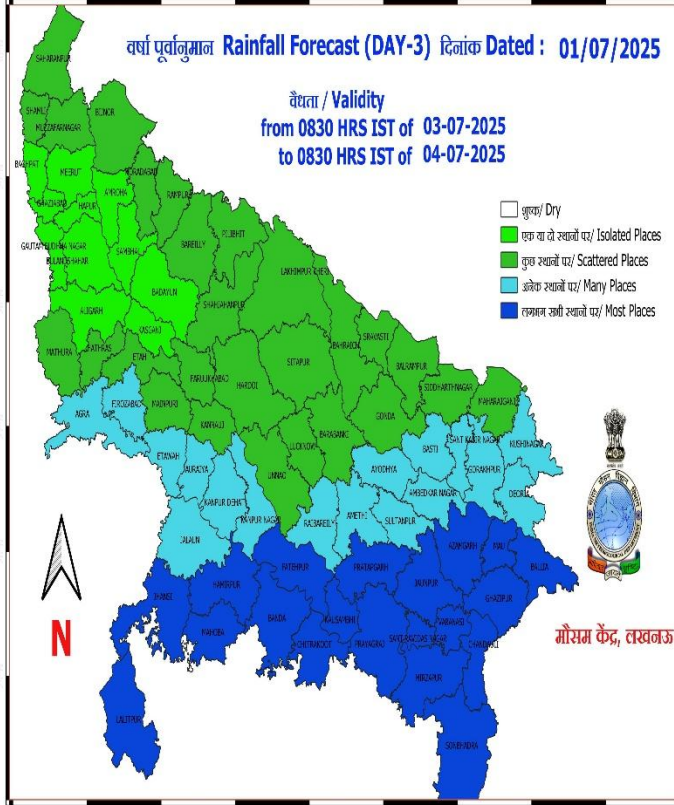 वर्षा पूर्वानुमान Rainfall Forecast (DAY-3) दिनांक Dated : 01/07/2025
वैधता / Validity
from 0830 HRS IST of 03-07-2025
to 0830 HRS IST of 04-07-2025
शुष्क/ Dry
एक या दो स्थानों पर/ Isolated Places
कुछ स्थानों पर/ Scattered Places
अनेक स्थानों पर/ Many Places
लगभग सभी स्थानों पर/ Most Places
SAHARANPUR
SHAMLI
MUZZAFARNAGAR
BIJNOR
BAGHPAT
MEERUT
AMROHA
MORADABAD
RAMPUR
GHAZIABAD
HAPUR
PILIBHIT
BAREILLY
GAUTAM BUDDHA NAGAR
SAMBHAL
BULANDSHAHAR
LAKHIMPUR KHERI
BADAYUN
SHAHJAHANPUR
ALIGARH
KASGANJ
SRAVASTI
BAHRAICH
MATHURA
HATHRAS
ETAH
SITAPUR
BALRAMPUR
FARUKHABAD
HARDOI
SIDDHARTHNAGAR
MAHARAJGANJ
AGRA
FIROZABAD
MAINPURI
GONDA
KANNAUJ
BARABANKI
LUCKNOW
BASTI
SANT KABIR NAGAR
KUSHINAGAR
ETAWAH
AURAIYA
AYODHYA
GORAKHPUR
UNNAO
KANPUR DEHAT
AMBEDKAR NAGAR
DEORIA
KANPUR NAGAR
RAIBAREILY
AMETHI
SULTANPUR
JALAUN
AZAMGARH
MAU
BALLIA
FATEHPUR
PRATAPGARH
JHANSI
HAMIRPUR
JAUNPUR
GHAZIPUR
BANDA
KAUSAMBHI
MAHOBA
CHITRAKOOT
PRAYAGRAJ
SANT RAVIDAS NAGAR
VARANASI
CHANDAULI
MIRZAPUR
LALITPUR
SONBHADRA
N
मौसम केंद्र, लखनऊ